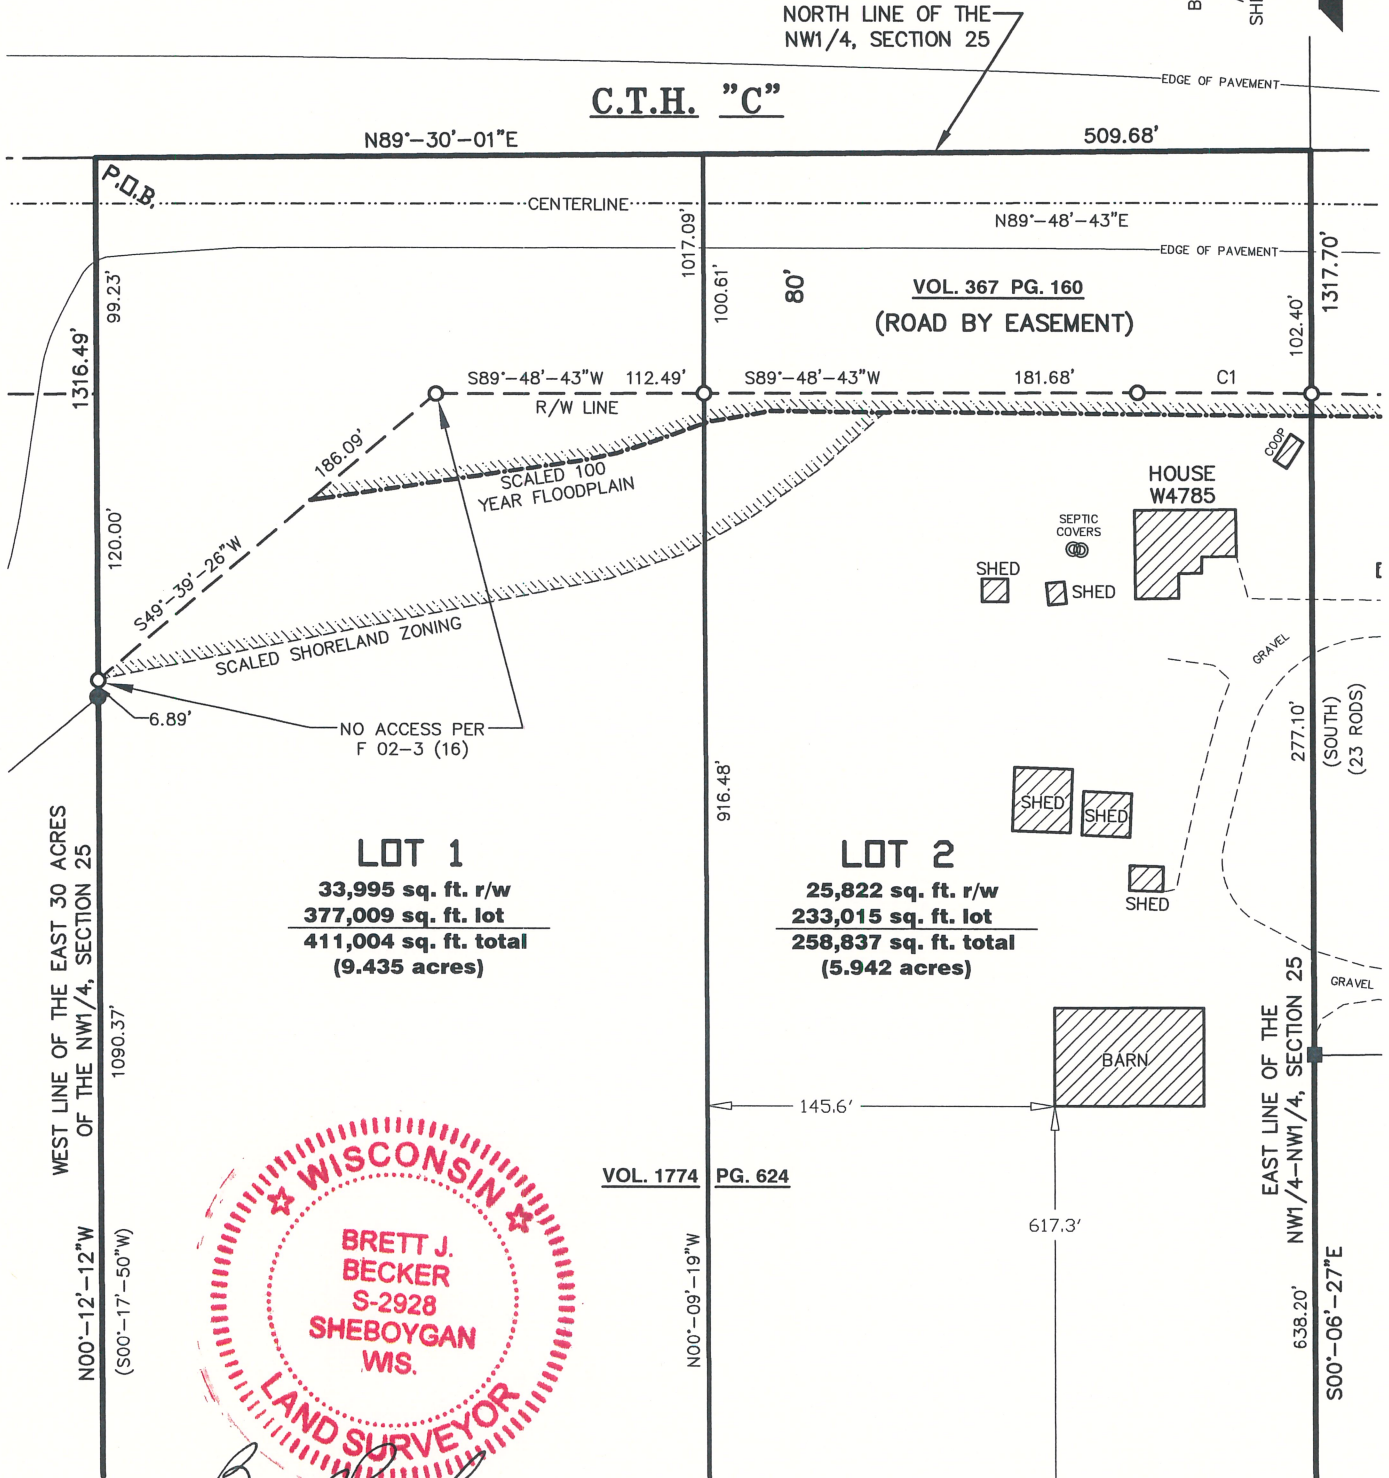 NORTH LINE OF THE
NW1/4, SECTION 25
B
SHE
EDGE OF PAVEMENT
C.T.H. "C"
N89°-30'-01"E
509.68'
P.O.B.
CENTERLINE
N89°-48'-43"E
EDGE OF PAVEMENT
99.23'
1316.49'
1017.09'
100.61'
80'
VOL. 367 PG. 160
(ROAD BY EASEMENT)
102.40'
1317.70'
S89°-48'-43"W 112.49'
R/W LINE
S89°-48'-43"W 181.68' C1
186.09'
S49°-39'-26"W
SCALED 100
YEAR FLOODPLAIN
120.00'
COOP
HOUSE
W4785
SEPTIC
COVERS
SHED
SHED
SCALED SHORELAND ZONING
GRAVEL
6.89'
NO ACCESS PER
F 02-3 (16)
277.10'
(SOUTH)
(23 RODS)
916.48'
SHED
SHED
SHED
LOT 1
33,995 sq. ft. r/w
377,009 sq. ft. lot
411,004 sq. ft. total
(9.435 acres)
LOT 2
25,822 sq. ft. r/w
233,015 sq. ft. lot
258,837 sq. ft. total
(5.942 acres)
WEST LINE OF THE EAST 30 ACRES
OF THE NW1/4, SECTION 25
1090.37'
GRAVEL
EAST LINE OF THE
NW1/4-NW1/4, SECTION 25
BARN
145.6'
VOL. 1774 PG. 624
617.3'
N00°-12'-12"W
(S00°-17'-50"W)
N00°-09'-19"W
638.20'
S00°-06'-27"E
WISCONSIN
BRETT J.
BECKER
S-2928
SHEBOYGAN
WIS.
LAND SURVEYOR